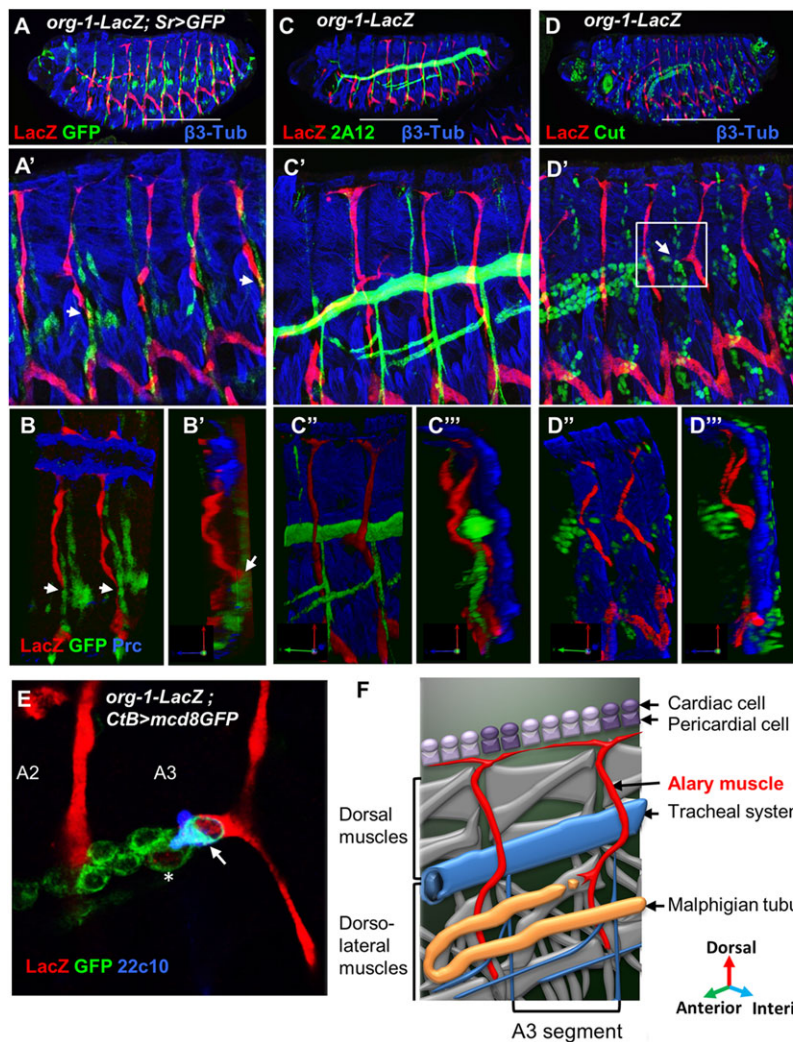 A
org-1-LacZ; Sr>GFP
LacZ GFP
β3-Tub
C
org-1-LacZ
LacZ 2A12
β3-Tub
D
org-1-LacZ
LacZ Cut
β3-Tub
A'
C'
D'
B
LacZ GFP Prc
B'
C''
C'''
D''
D'''
E
org-1-LacZ ;
CtB>mcd8GFP
A2
A3
*
LacZ GFP 22c10
F
Cardiac cell
Pericardial cell
Alary muscle
Tracheal system
Malphigian tubu
Dorsal
muscles
Dorso-
lateral
muscles
A3 segment
Dorsal
Anterior
Interi